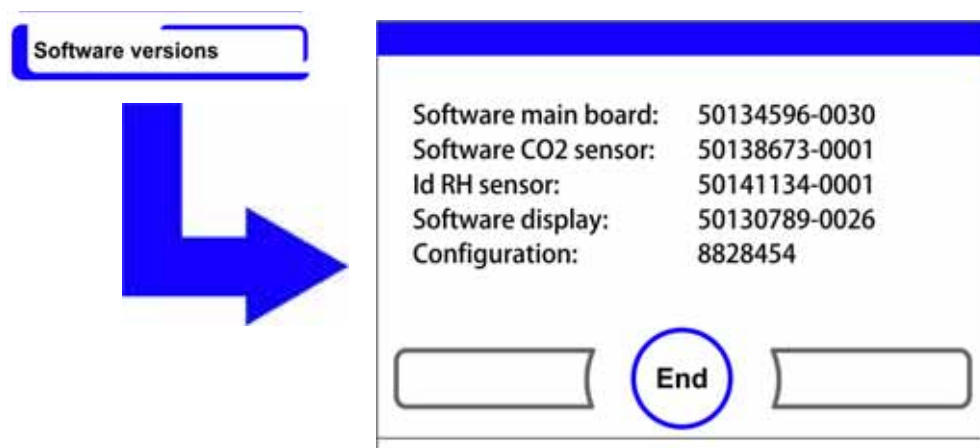 Software versions
Software main board: 50134596-0030
Software CO2 sensor: 50138673-0001
Id RH sensor: 50141134-0001
Software display: 50130789-0026
Configuration: 8828454
End